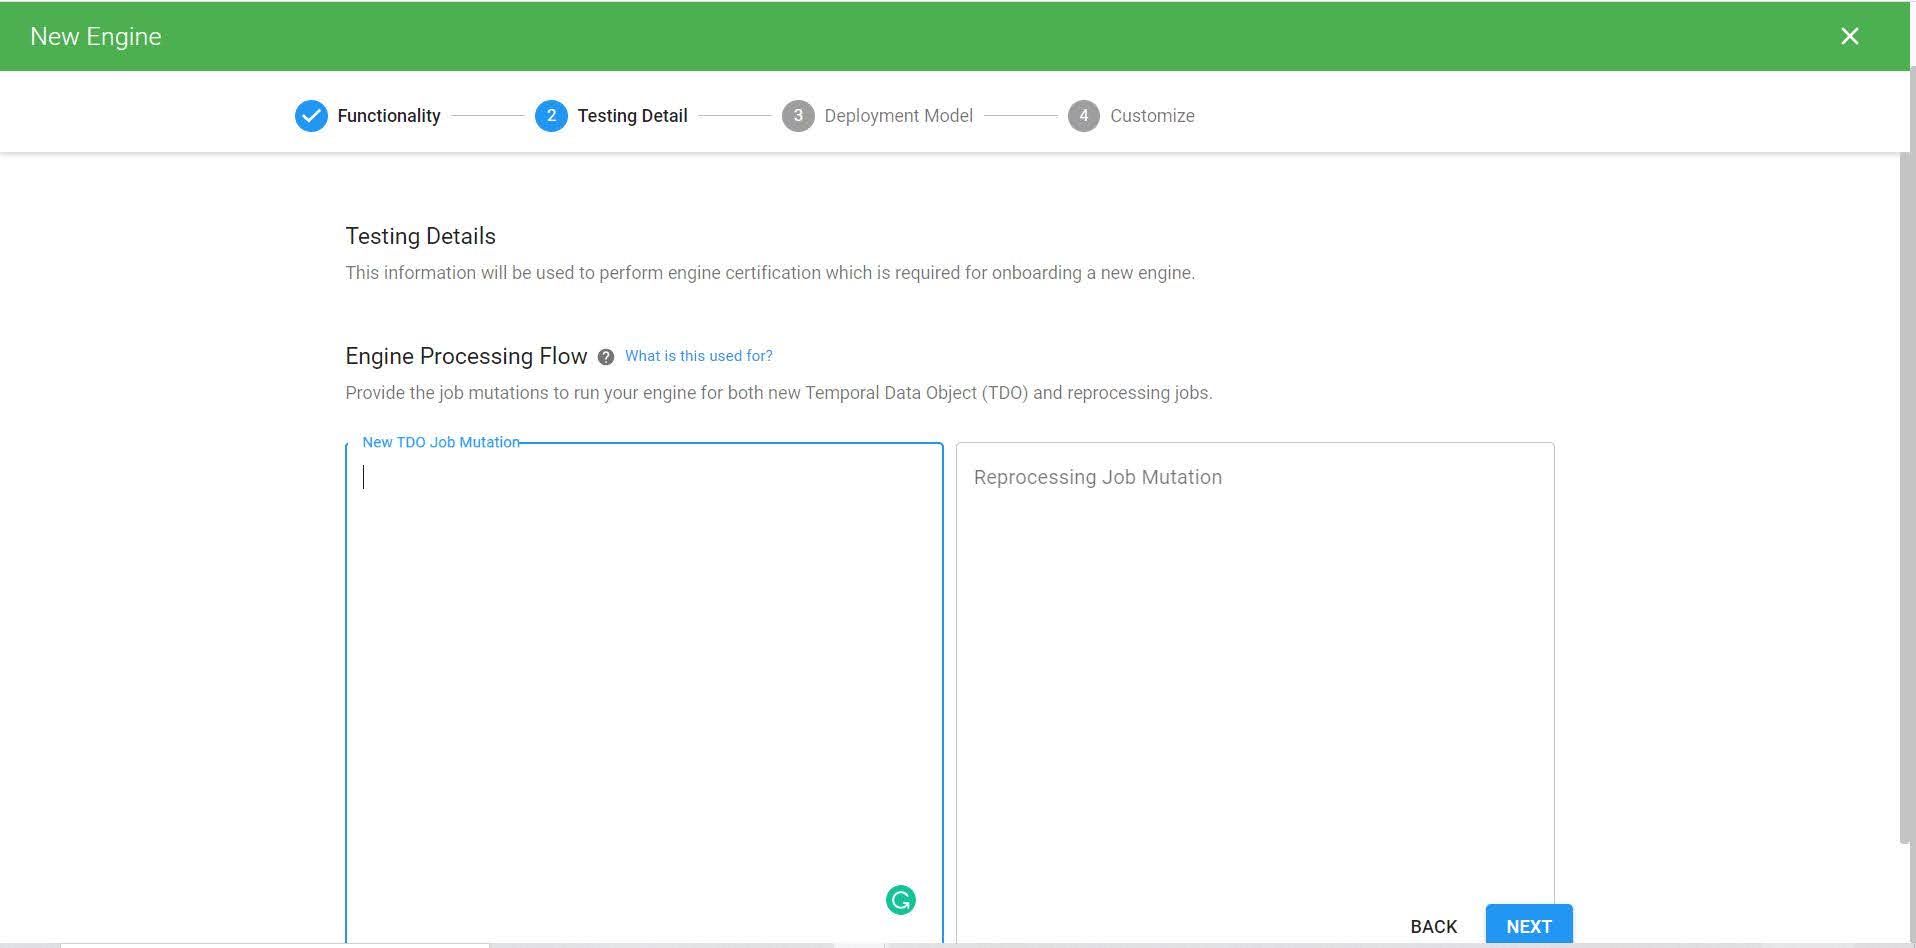 New Engine
Functionality
2 Testing Detail
3 Deployment Model
4 Customize
Testing Details
This information will be used to perform engine certification which is required for onboarding a new engine.
Engine Processing Flow ? What is this used for?
Provide the job mutations to run your engine for both new Temporal Data Object (TDO) and reprocessing jobs.
New TDO Job Mutation
Reprocessing Job Mutation
BACK
NEXT